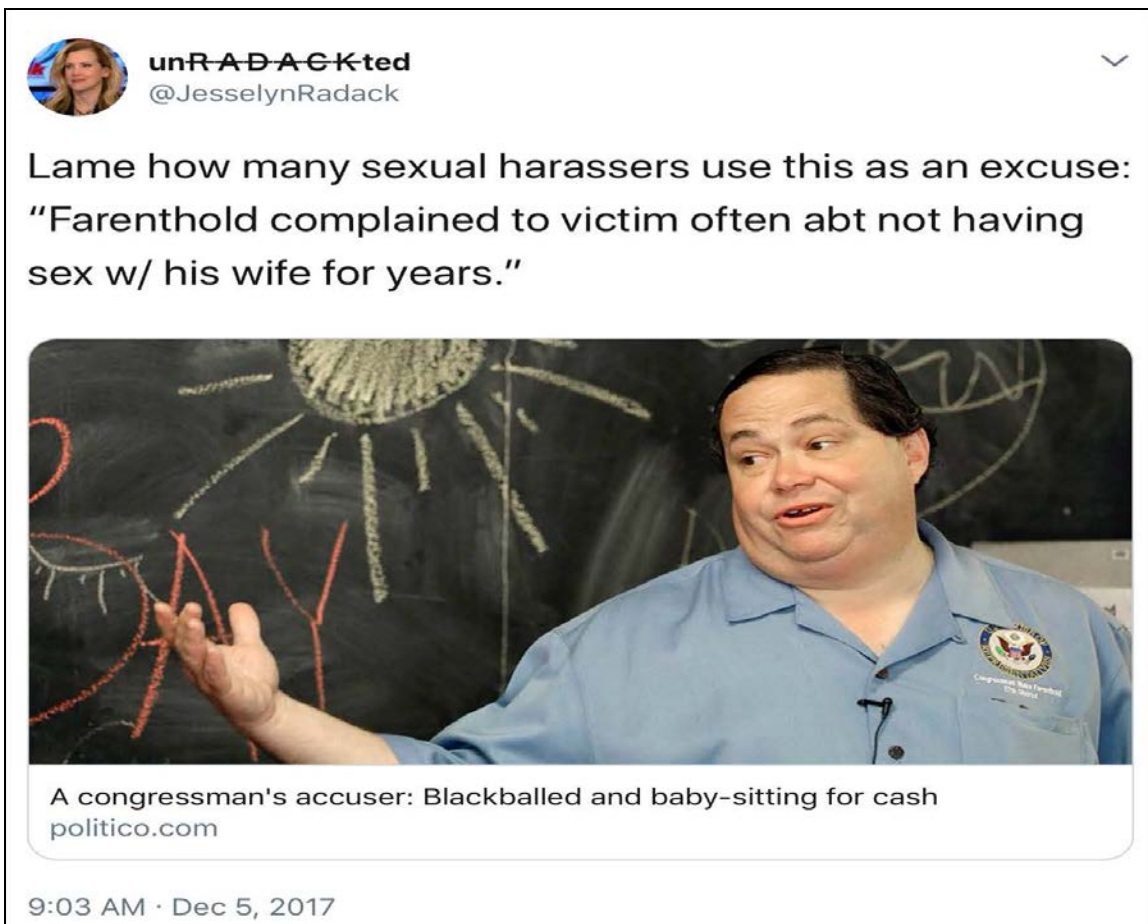 unRADACKted
@JesselynRadack
Lame how many sexual harassers use this as an excuse:
“Farenthold complained to victim often abt not having
sex w/ his wife for years.”
AY
A congressman's accuser: Blackballed and baby-sitting for cash
politico.com
9:03 AM · Dec 5, 2017